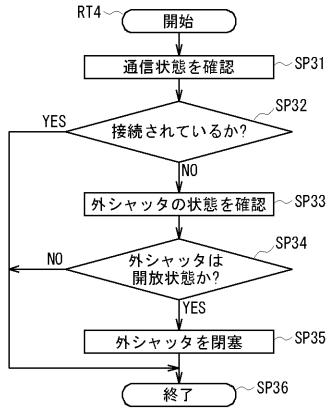 RT4
開始
通信状態を確認
SP31
SP32
YES
接続されているか?
NO
外シャッタの状態を確認
SP33
SP34
NO
外シャッタは
開放状態か?
YES
外シャッタを閉塞
SP35
終了
SP36